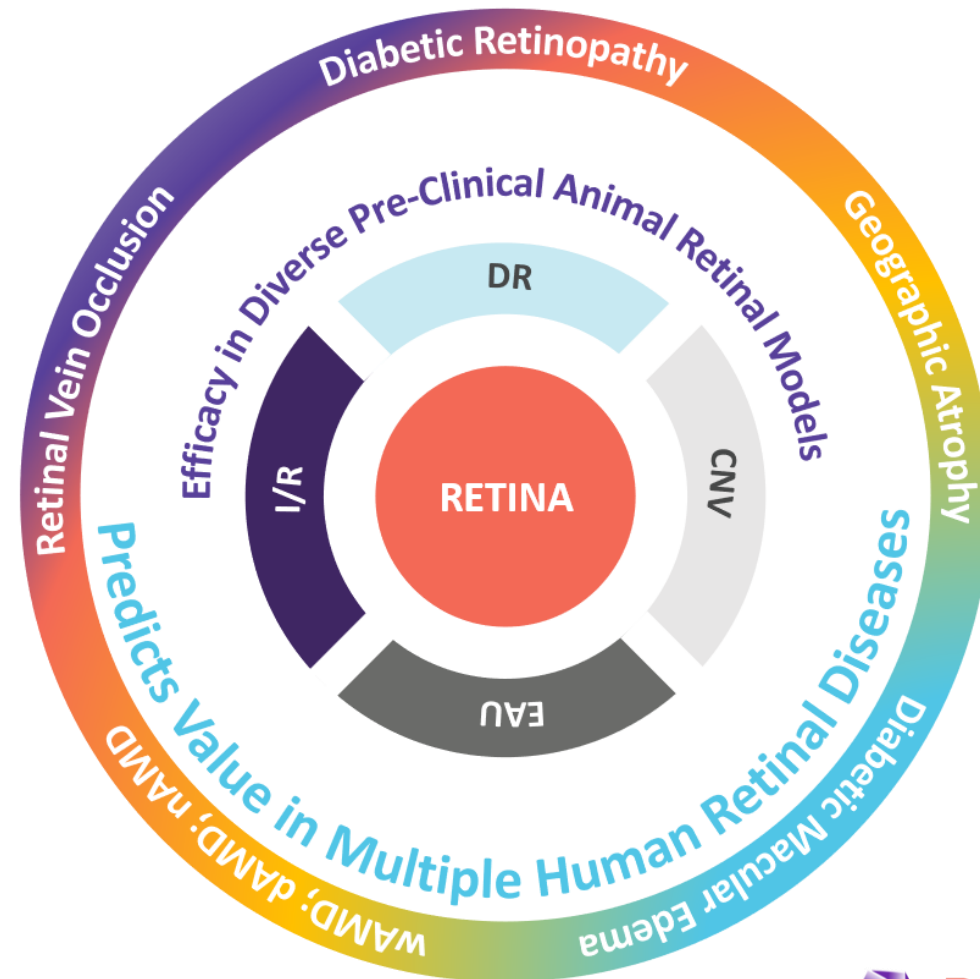 Diabetic Retinopathy
Geographic Atrophy
Diabetic Macular Edema
wAMD; dAMD; nAMD
Retinal Vein Occlusion
Efficacy in Diverse Pre-Clinical Animal Retinal Models
Predicts Value in Multiple Human Retinal Diseases
DR
CNV
EAU
I/R
RETINA